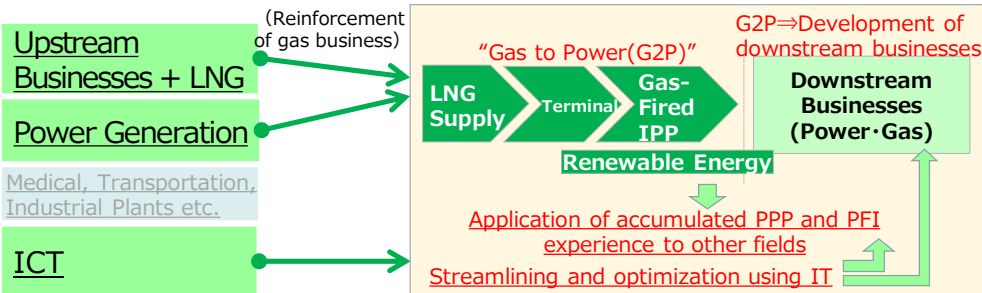 Upstream
Businesses + LNG
Power Generation
Medical, Transportation,
Industrial Plants etc.
ICT
(Reinforcement
of gas business)
“Gas to Power(G2P)”
G2P⇒Development of
downstream businesses
LNG
Supply
Terminal
Gas-
Fired
IPP
Downstream
Businesses
(Power･Gas)
Renewable Energy
Application of accumulated PPP and PFI
experience to other fields
Streamlining and optimization using IT